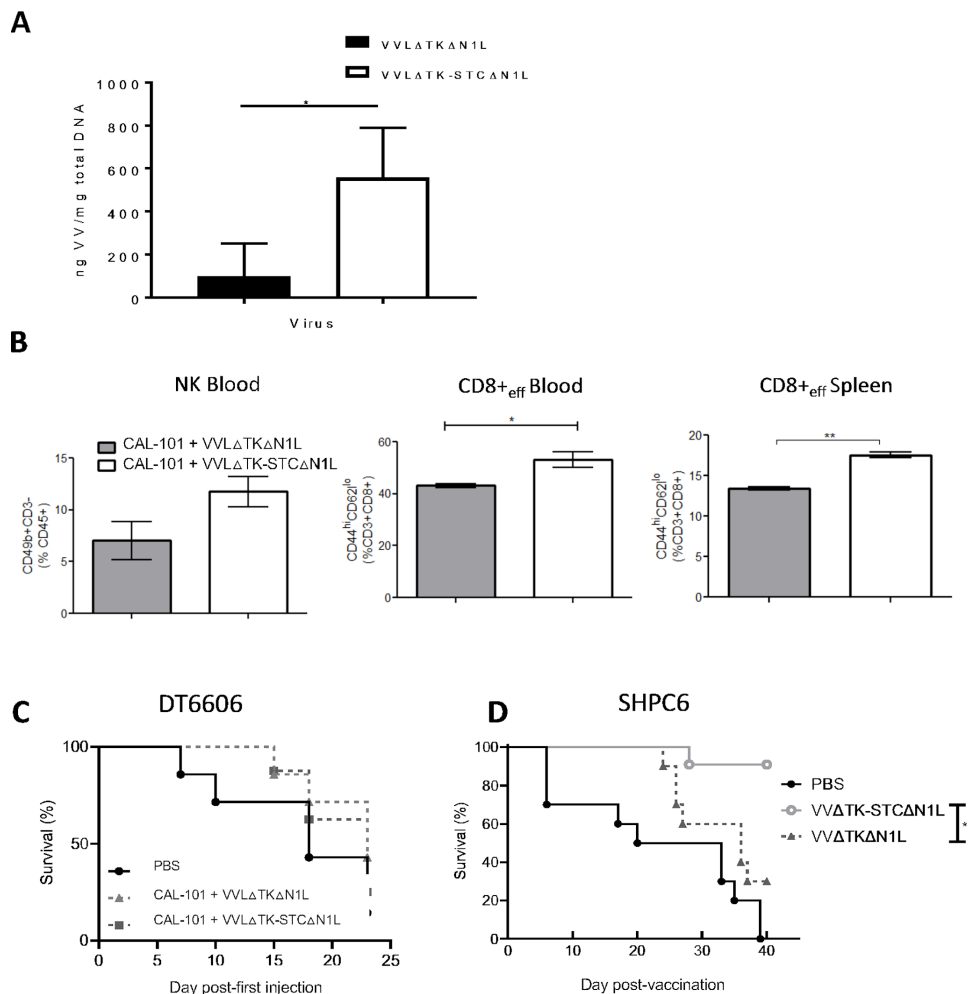 A
VVLΔTKΔN1L
VVLΔTK-STCΔN1L
ng VV/mg total DNA
1000
800
600
400
200
0
*
Virus
B
NK Blood
CAL-101 + VVLΔTKΔN1L
CAL-101 + VVLΔTK-STCΔN1L
CD49b+CD3-
(% CD45+)
15
10
5
0
CD8+eff Blood
CD44hiCD62lo
(%CD3+CD8+)
60
40
20
0
*
CD8+eff Spleen
CD44hiCD62lo
(%CD3+CD8+)
20
15
10
5
0
**
C
DT6606
Survival (%)
100
50
0
PBS
CAL-101 + VVLΔTKΔN1L
CAL-101 + VVLΔTK-STCΔN1L
0 5 10 15 20 25
Day post-first injection
D
SHPC6
Survival (%)
100
80
60
40
20
0
0 10 20 30 40
Day post-vaccination
PBS
VVΔTK-STCΔN1L
VVΔTKΔN1L
*